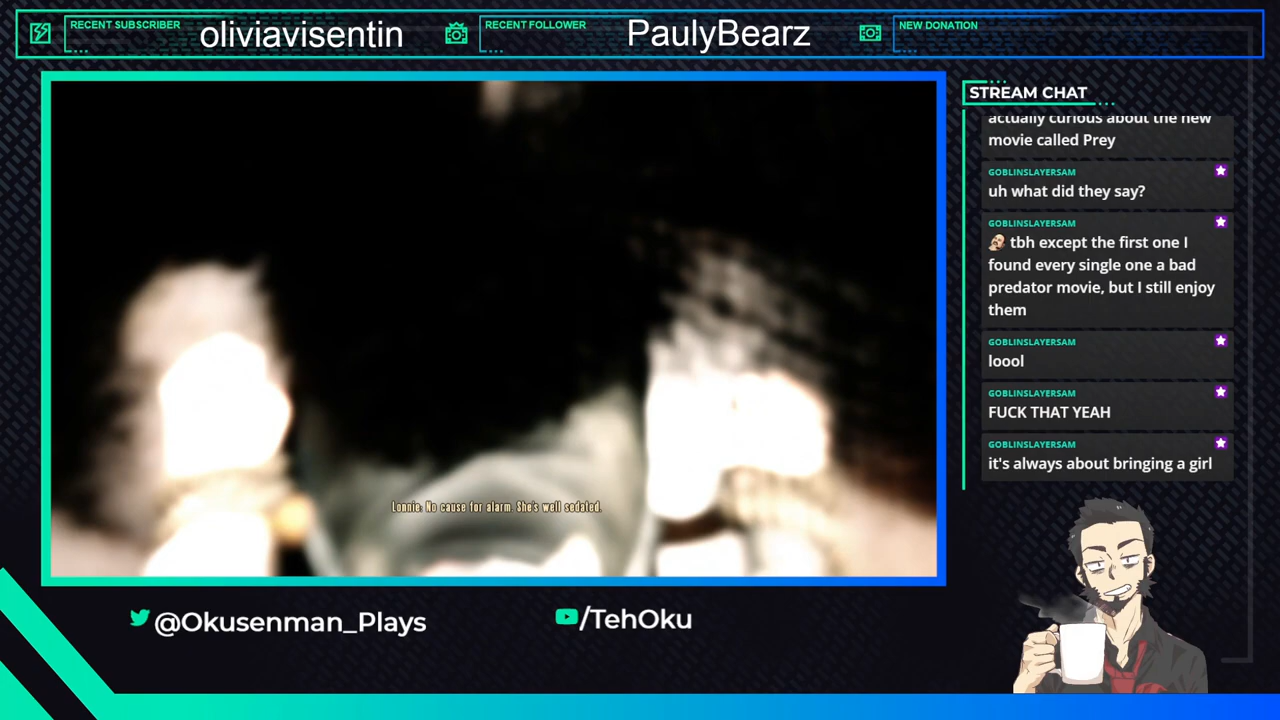 RECENT SUBSCRIBER
oliviavisentin
RECENT FOLLOWER
PaulyBearz
NEW DONATION
STREAM CHAT
actually curious about the new
movie called Prey
GOBLINSLAYERSAM
uh what did they say?
GOBLINSLAYERSAM
tbh except the first one I
found every single one a bad
predator movie, but I still enjoy
them
GOBLINSLAYERSAM
loool
GOBLINSLAYERSAM
FUCK THAT YEAH
GOBLINSLAYERSAM
it's always about bringing a girl
Lonnie: No cause for alarm. She's well sedated.
@Okusenman_Plays
/TehOku